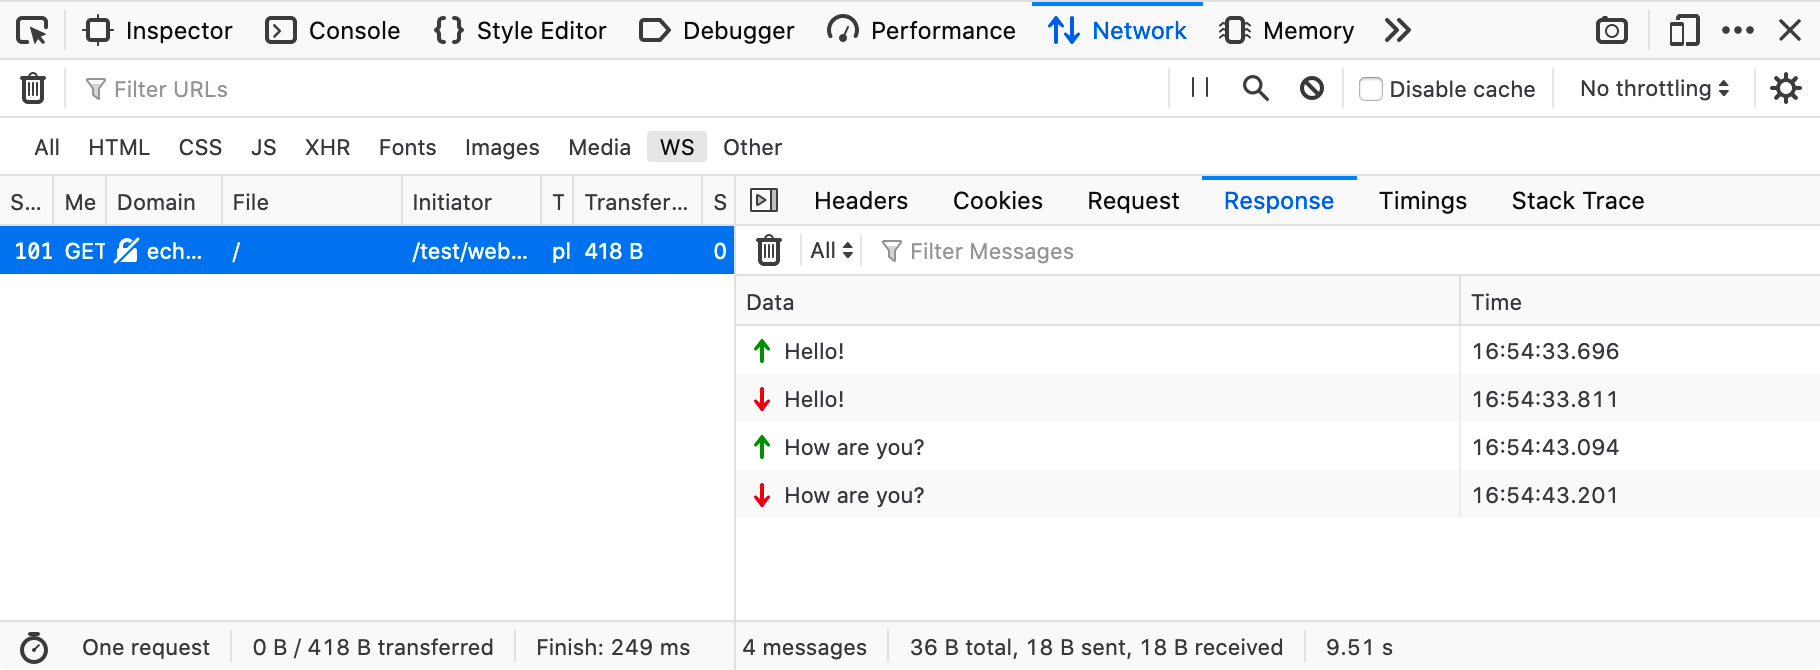 Inspector Console {} Style Editor Debugger Performance Network Memory
Filter URLs Disable cache No throttling
All HTML CSS JS XHR Fonts Images Media WS Other
S... Me Domain File Initiator T Transfer... S
101 GET ech... / /test/web... pl 418 B 0
Headers Cookies Request Response Timings Stack Trace
All Filter Messages
Data Time
Hello! 16:54:33.696
Hello! 16:54:33.811
How are you? 16:54:43.094
How are you? 16:54:43.201
One request 0 B / 418 B transferred Finish: 249 ms 4 messages 36 B total, 18 B sent, 18 B received 9.51 s